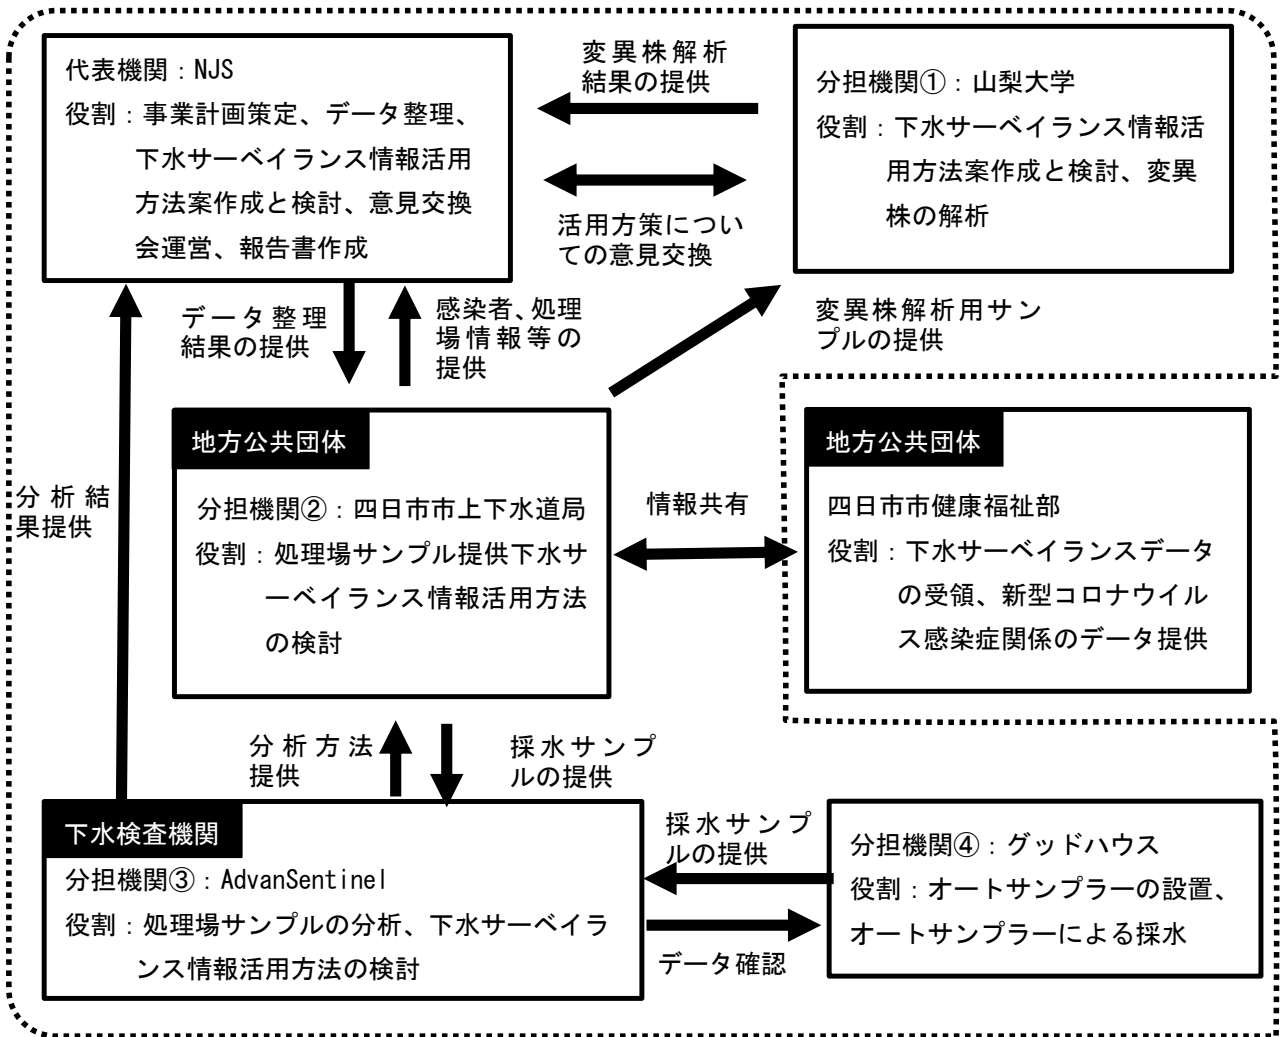 代表機関：NJS
役割：事業計画策定、データ整理、
下水サーベイランス情報活用
方法案作成と検討、意見交換
会運営、報告書作成
変異株解析
結果の提供
活用方策につい
ての意見交換
分担機関①：山梨大学
役割：下水サーベイランス情報活
用方法案作成と検討、変異
株の解析
データ整理
結果の提供
感染者、処理
場情報等の
提供
変異株解析用サン
プルの提供
分析結
果提供
地方公共団体
分担機関②：四日市市上下水道局
役割：処理場サンプル提供下水サ
ーベイランス情報活用方法
の検討
情報共有
地方公共団体
四日市市健康福祉部
役割：下水サーベイランスデータ
の受領、新型コロナウイル
ス感染症関係のデータ提供
分析方法
提供
採水サンプ
ルの提供
下水検査機関
分担機関③：AdvanSentinel
役割：処理場サンプルの分析、下水サーベイラ
ンス情報活用方法の検討
採水サンプ
ルの提供
データ確認
分担機関④：グッドハウス
役割：オートサンプラーの設置、
オートサンプラーによる採水